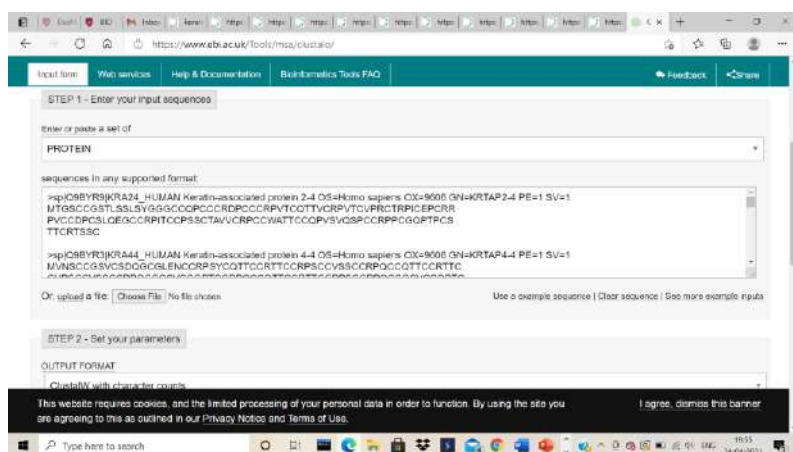 https://www.ebi.ac.uk/Tools/msa/clustalo/
Input form Web services Help & Documentation Bioinformatics Tools FAQ Feedback Share
STEP 1 - Enter your input sequences
Enter or paste a set of
PROTEIN
sequences in any supported format:
>sp|Q9BYR9|KRA24_HUMAN Keratin-associated protein 2-4 OS=Homo sapiens OX=9606 GN=KRTAP2-4 PE=1 SV=1
MTGSCCGSTLSSLSYGGGCCQPCCCRDPCCCRPVTCQTTVCRPVTCVPRCTRPICEPCRR
PVCCDPCSLQEGCCRPITCCPSSCTAVVCRPCCWATTCCQPVSVQSPCCRPPCGQPTPCS
TTCRTSSC
>sp|Q9BYR3|KRA44_HUMAN Keratin-associated protein 4-4 OS=Homo sapiens OX=9606 GN=KRTAP4-4 PE=1 SV=1
MVNSCCGSVCSDQGCGLENCCRPSYCQTTCCRTTCCRPSCCVSSCCRPQCCQTTCCRTTC
Or, upload a file: Choose File No file chosen
Use a example sequence | Clear sequence | See more example inputs
STEP 2 - Set your parameters
OUTPUT FORMAT
ClustalW with character counts
This website requires cookies, and the limited processing of your personal data in order to function. By using the site you
are agreeing to this as outlined in our Privacy Notice and Terms of Use.
I agree, dismiss this banner
Type here to search
ENG
19:55